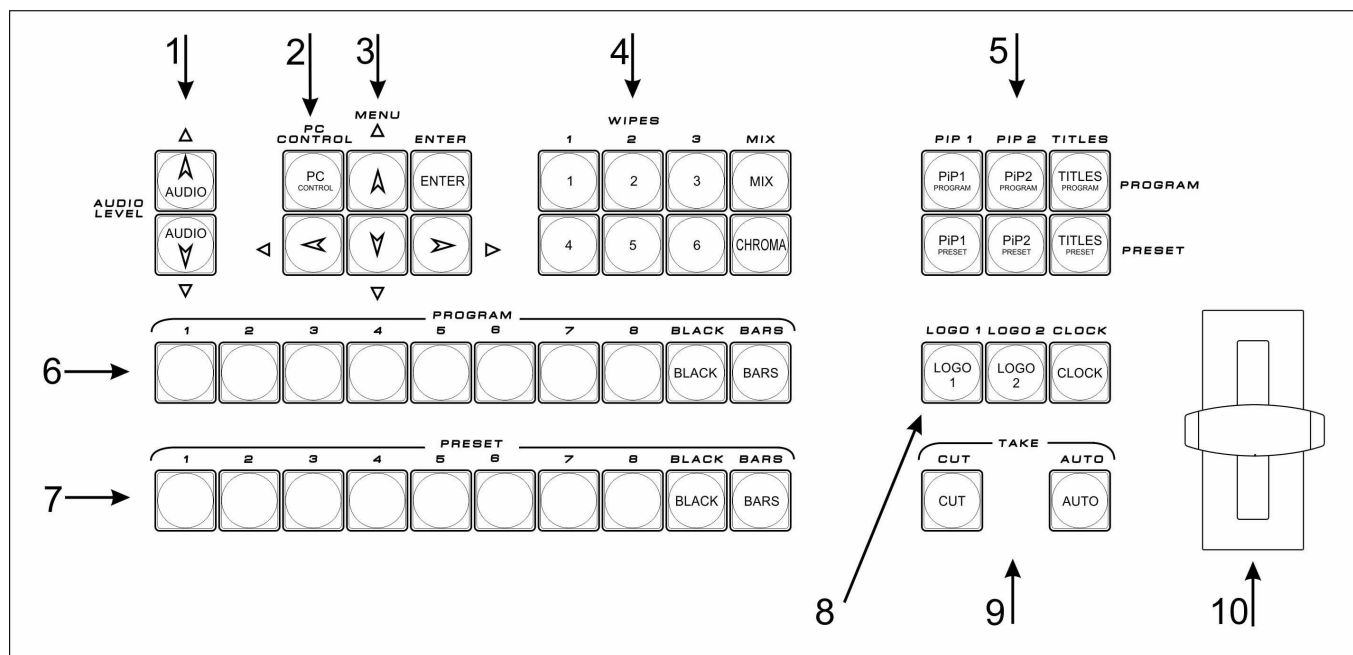 1 2 3 4 5
MENU
PC CONTROL ENTER
WIPES
1 2 3 MIX
PIP 1 PIP 2 TITLES
AUDIO PC CONTROL ENTER 1 2 3 MIX PiP1 PROGRAM PiP2 PROGRAM TITLES PROGRAM PROGRAM
AUDIO LEVEL
AUDIO 4 5 6 CHROMA PiP1 PRESET PiP2 PRESET TITLES PRESET PRESET
PROGRAM
1 2 3 4 5 6 7 8 BLACK BARS LOGO 1 LOGO 2 CLOCK
6 BLACK BARS LOGO 1 LOGO 2 CLOCK
PRESET TAKE
1 2 3 4 5 6 7 8 BLACK BARS CUT AUTO
7 BLACK BARS CUT AUTO
8 9 10